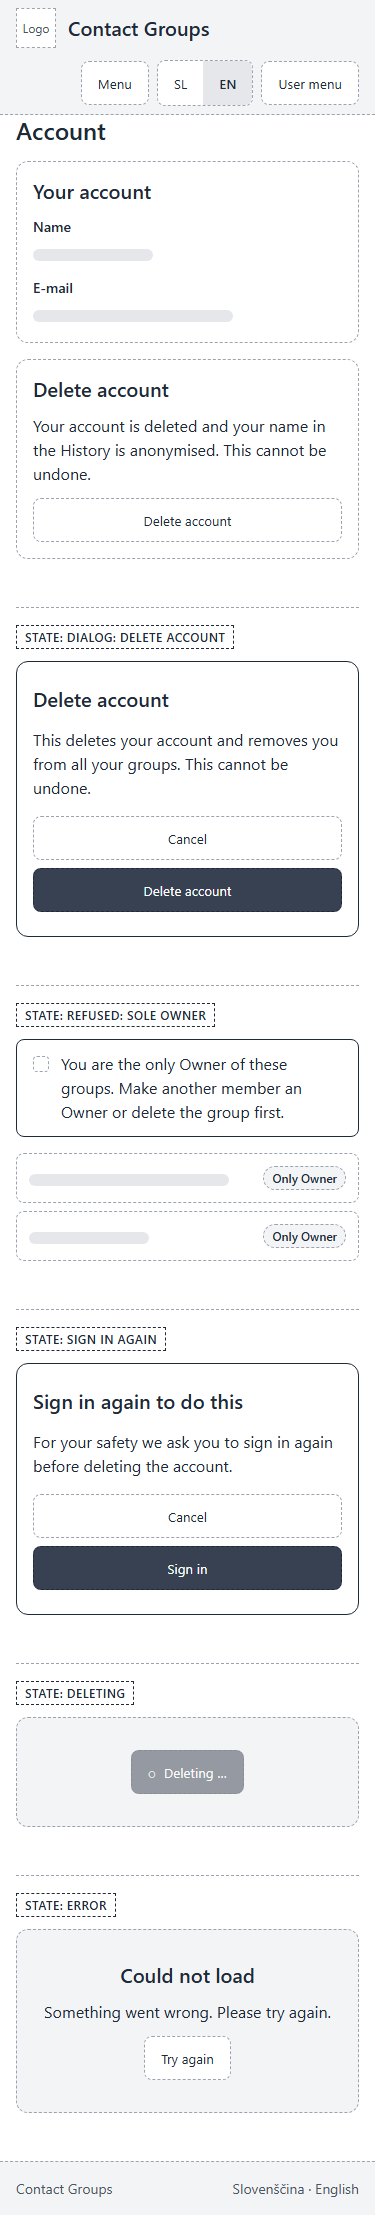 Logo
Contact Groups
Menu
SL
EN
User menu
Account
Your account
Name
E-mail
Delete account
Your account is deleted and your name in
the History is anonymised. This cannot be
undone.
Delete account
STATE: DIALOG: DELETE ACCOUNT
Delete account
This deletes your account and removes you
from all your groups. This cannot be
undone.
Cancel
Delete account
STATE: REFUSED: SOLE OWNER
You are the only Owner of these
groups. Make another member an
Owner or delete the group first.
Only Owner
Only Owner
STATE: SIGN IN AGAIN
Sign in again to do this
For your safety we ask you to sign in again
before deleting the account.
Cancel
Sign in
STATE: DELETING
Deleting ...
STATE: ERROR
Could not load
Something went wrong. Please try again.
Try again
Contact Groups
Slovenščina · English